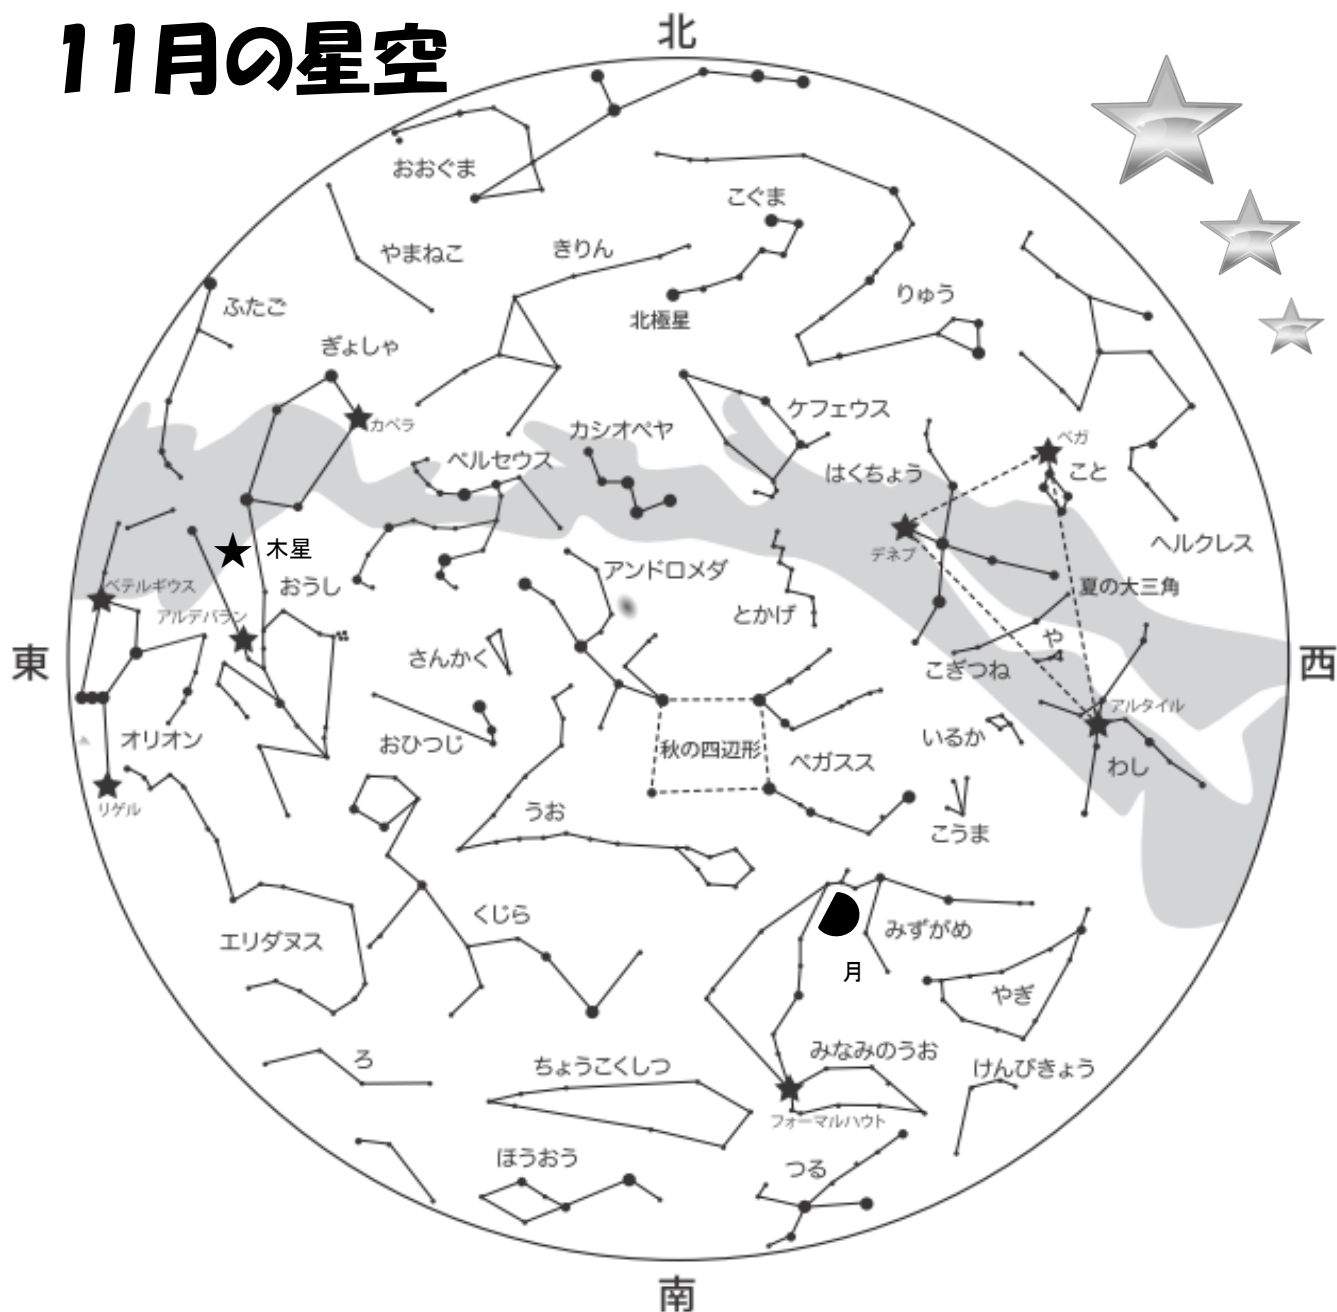 11月の星空
北
おおぐま
こぐま
やまねこ
きりん
りゅう
ふたご
北極星
ぎょしゃ
カペラ
ケフェウス
カシオペヤ
ベガ
ペルセウス
はくちょう
こと
木星
デネブ
ヘルクレス
アンドロメダ
ベテルギウス
おうし
夏の大三角
アルデバラン
とかげ
や
東
さんかく
こぎつね
西
アルタイル
オリオン
おひつじ
秋の四辺形
ペガスス
いるか
わし
リゲル
うお
こうま
くじら
みずがめ
エリダヌス
月
やぎ
ろ
ちょうこくしつ
みなみのうお
けんびきょう
フォーマルハウト
ほうおう
つる
南